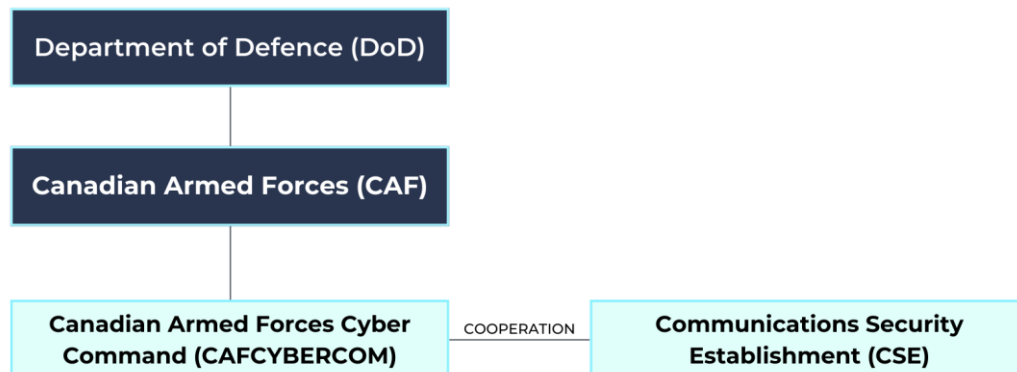 Department of Defence (DoD)
Canadian Armed Forces (CAF)
Canadian Armed Forces Cyber
Command (CAFCYBERCOM)
COOPERATION
Communications Security
Establishment (CSE)